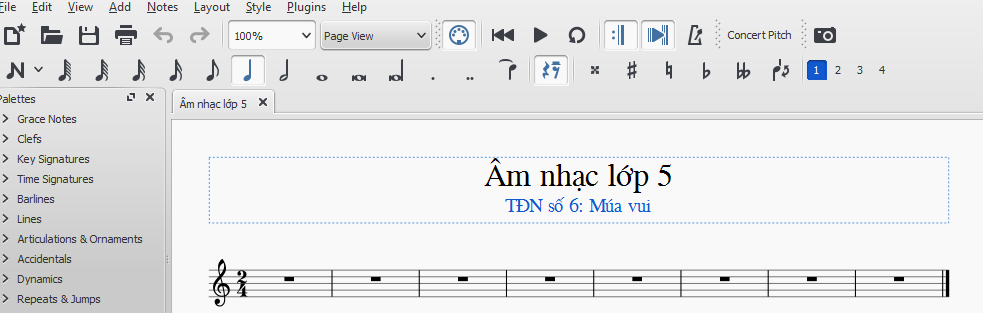 File Edit View Add Notes Layout Style Plugins Help
100% Page View Concert Pitch
1 2 3 4
Palettes
Âm nhạc lớp 5
Grace Notes
Clefs
Key Signatures
Time Signatures
Barlines
Lines
Articulations & Ornaments
Accidentals
Dynamics
Repeats & Jumps
Âm nhạc lớp 5
TĐN số 6: Múa vui
2
4